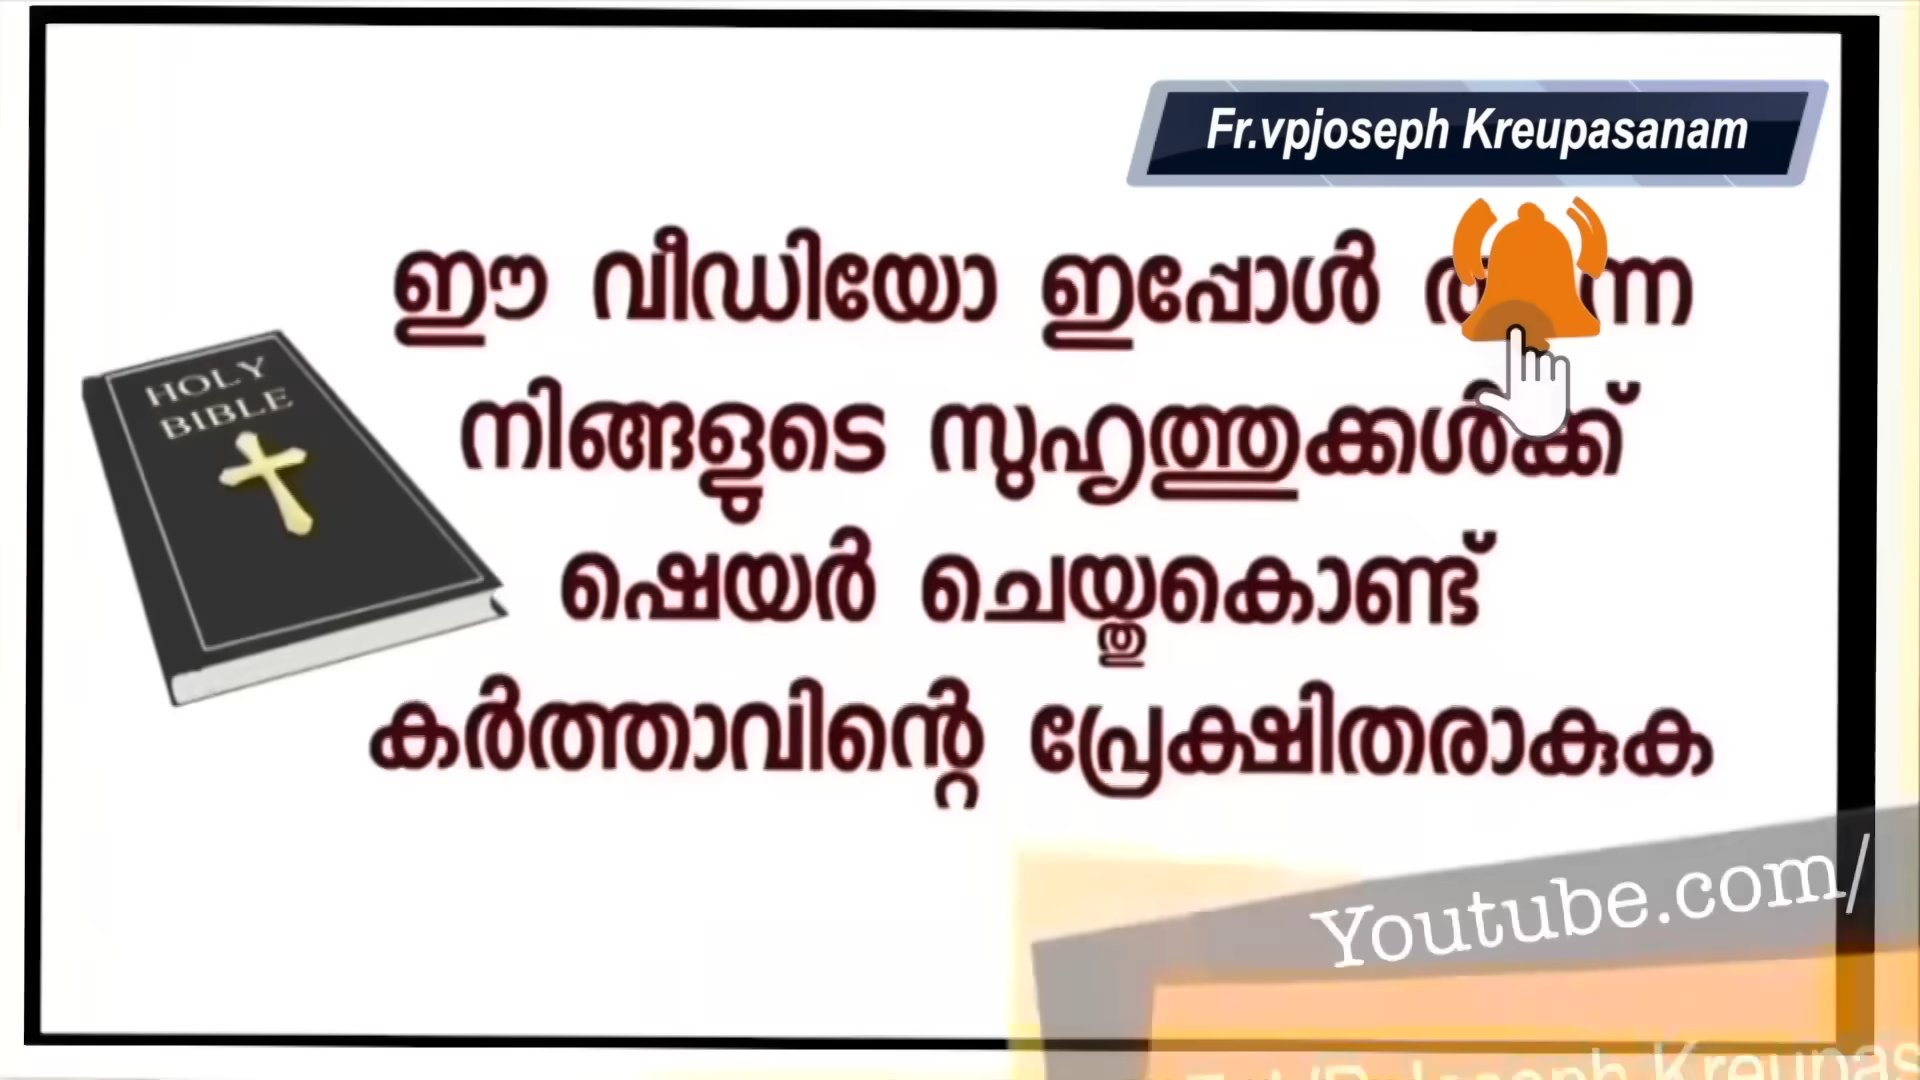 Fr.vpjoseph Kreupasanam
ഈ വീഡിയോ ഇപ്പോൾ
നിങ്ങളുടെ സുഹൃത്തുക്കൾക്ക്
ഷെയർ ചെയ്തുകൊണ്ട്
കർത്താവിന്റെ പ്രേക്ഷിതരാകുക
HOLY
BIBLE
Youtube.com/